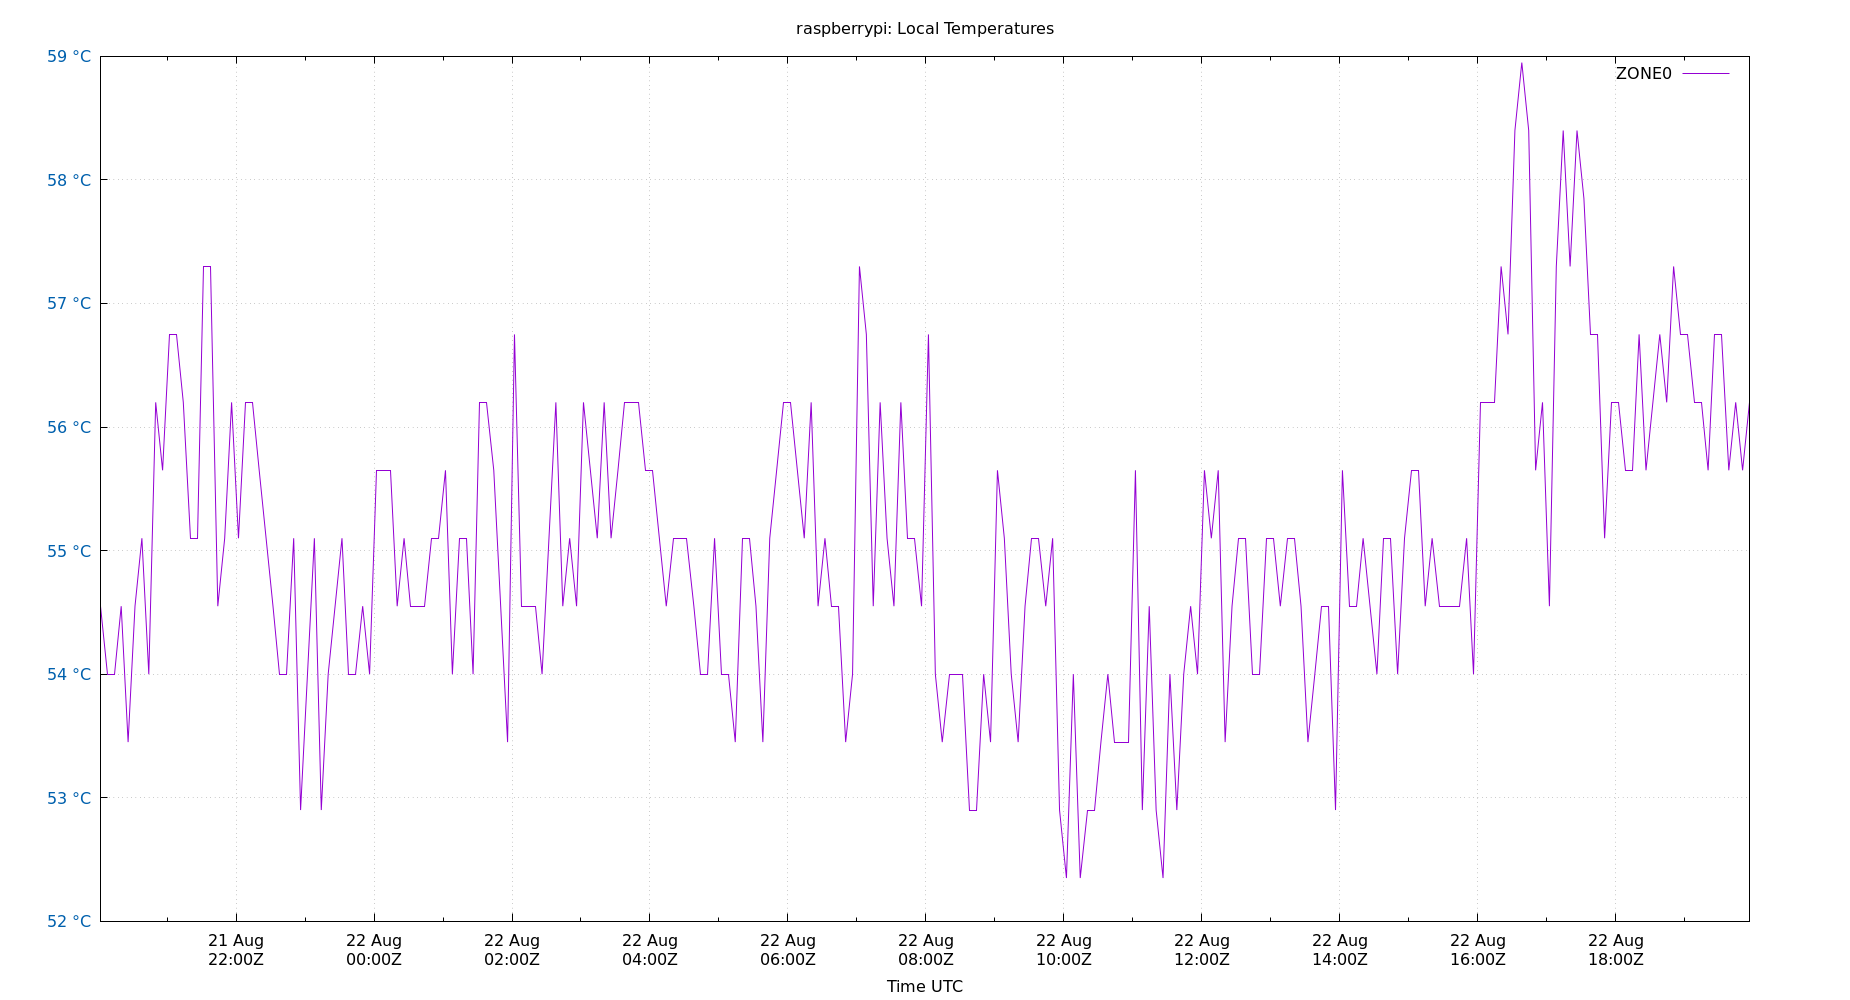 raspberrypi: Local Temperatures
59 °C
ZONE0
58 °C
57 °C
56 °C
55 °C
54 °C
53 °C
52 °C
21 Aug 22 Aug 22 Aug 22 Aug 22 Aug 22 Aug 22 Aug 22 Aug 22 Aug 22 Aug 22 Aug
22:00Z 00:00Z 02:00Z 04:00Z 06:00Z 08:00Z 10:00Z 12:00Z 14:00Z 16:00Z 18:00Z
Time UTC